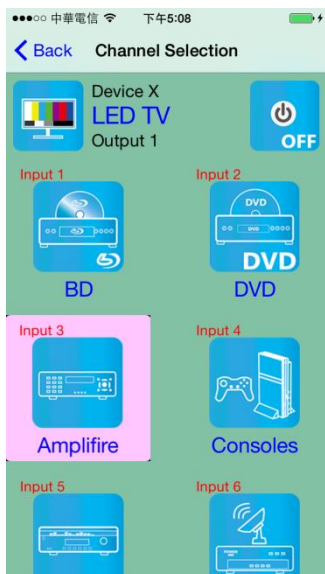 中華電信 下午5:08
Back Channel Selection
Device X
LED TV
Output 1
OFF
Input 1 Input 2
DVD
DVD
BD DVD
Input 3 Input 4
Amplifire Consoles
Input 5 Input 6